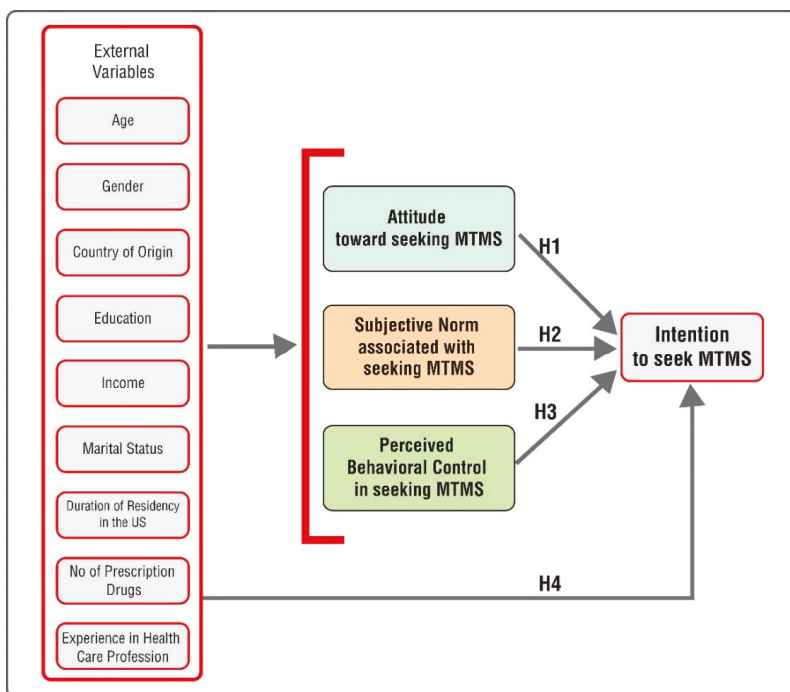 External
Variables
Age
Gender
Country of Origin
Education
Income
Marital Status
Duration of Residency
in the US
No of Prescription
Drugs
Experience in Health
Care Profession
Attitude
toward seeking MTMS
Subjective Norm
associated with
seeking MTMS
Perceived
Behavioral Control
in seeking MTMS
H1
H2
H3
H4
Intention
to seek MTMS